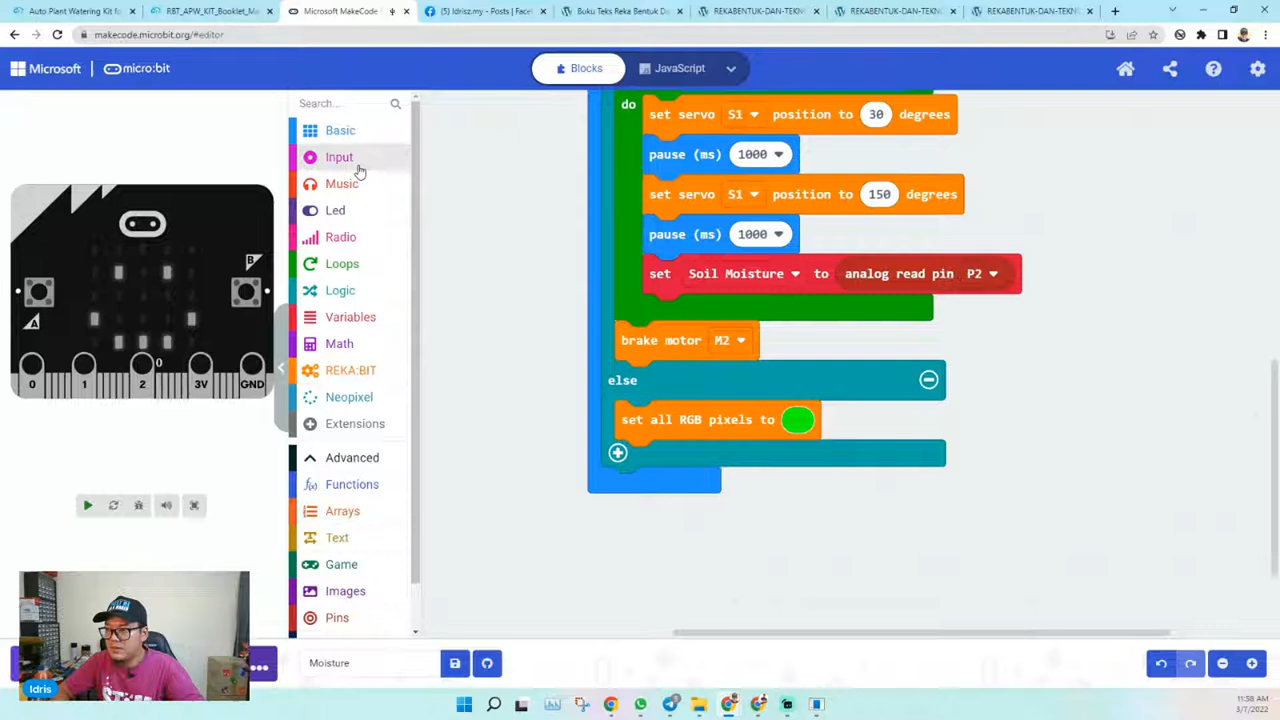 Auto Plant Watering Kit fo
RBT_APW_Booklet_Ma
Microsoft MakeCode
(3) Idrisz.my - Posts | Faceb
Buku Teks Reka Bentuk Da
REKABENTUK-DAN-TEKN
REKABENTUK-DAN-TEKN
REKABENTUK-DAN-TEKN
makecode.microbit.org/#editor
Microsoft
micro:bit
Blocks
JavaScript
Search...
Basic
Input
Music
Led
Radio
Loops
Logic
Variables
Math
REKA:BIT
Neopixel
Extensions
Advanced
Functions
Arrays
Text
Game
Images
Pins
A
B
0 1 2 3V GND
0
do
set servo S1 position to 30 degrees
pause (ms) 1000
set servo S1 position to 150 degrees
pause (ms) 1000
set Soil Moisture to analog read pin P2
brake motor M2
else
set all RGB pixels to
Idris
Moisture
11:58 AM
3/7/2022